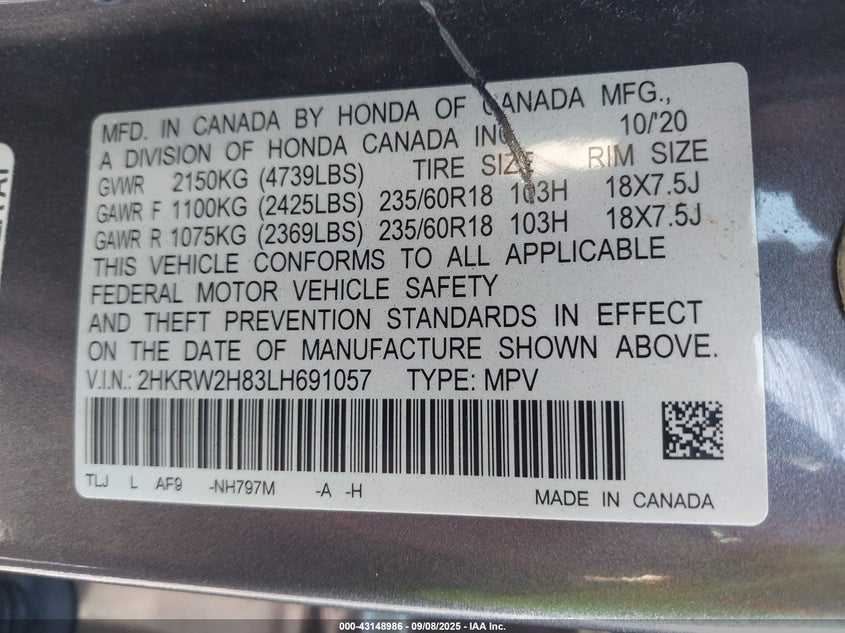 MFD. IN CANADA BY HONDA OF CANADA MFG.,
A DIVISION OF HONDA CANADA INC 10/'20
GVWR 2150KG (4739LBS) TIRE SIZE RIM SIZE
GAWR F 1100KG (2425LBS) 235/60R18 103H 18X7.5J
GAWR R 1075KG (2369LBS) 235/60R18 103H 18X7.5J
THIS VEHICLE CONFORMS TO ALL APPLICABLE
FEDERAL MOTOR VEHICLE SAFETY
AND THEFT PREVENTION STANDARDS IN EFFECT
ON THE DATE OF MANUFACTURE SHOWN ABOVE.
V.I.N.: 2HKRW2H83LH691057 TYPE: MPV
TLJ L AF9 -NH797M -A -H MADE IN CANADA
000-43148986 - 09/08/2025 - IAA Inc.